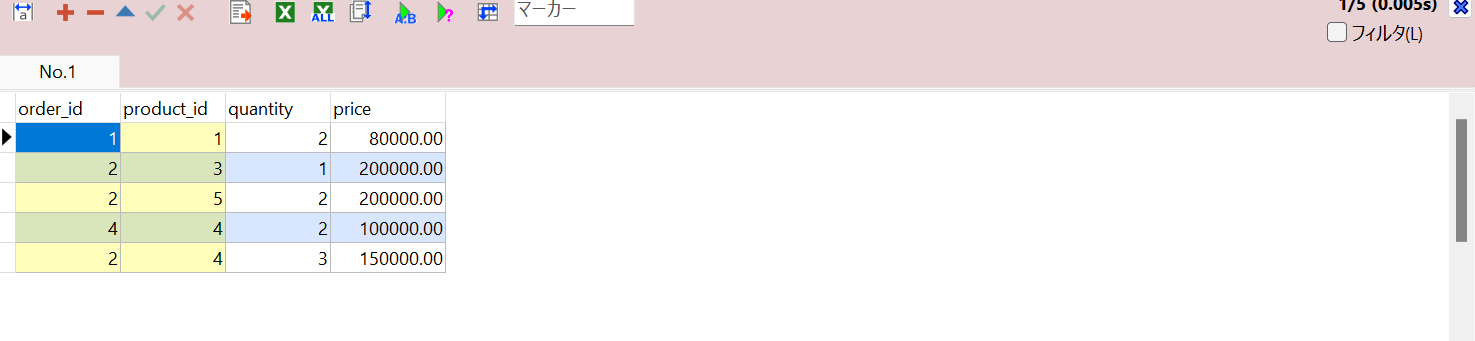 マーカー
1/5 (0.005s)
フィルタ(L)
No.1
order_id product_id quantity price
1 1 2 80000.00
2 3 1 200000.00
2 5 2 200000.00
4 4 2 100000.00
2 4 3 150000.00
a
X
X ALL
A:B
?